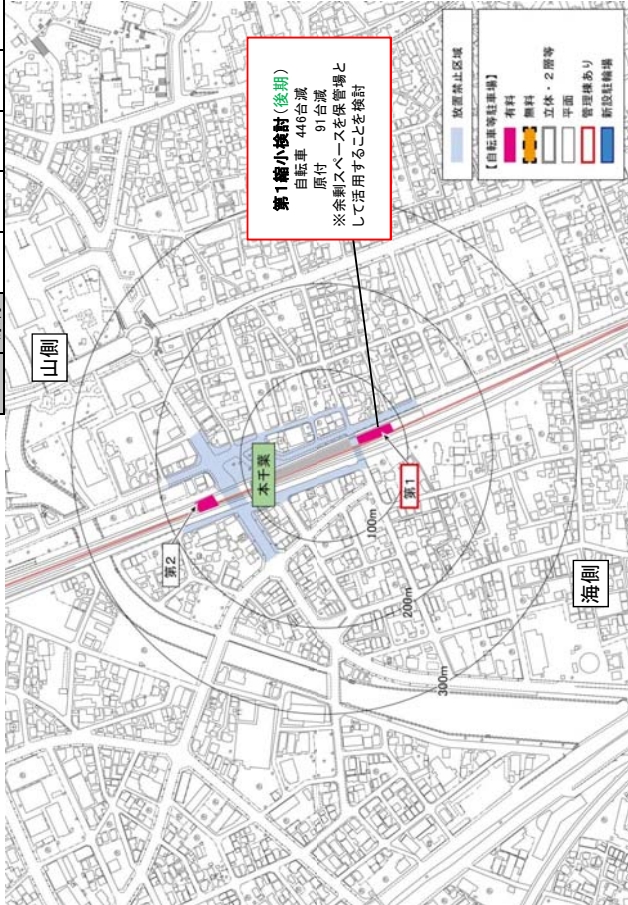 山側
第1縮小検討(後期)
自転車 446台減
原付 91台減
※余剰スペースを保管場と
して活用することを検討
第2
本千葉
第1
100m
200m
300m
海側
放置禁止区域
【自転車等駐車場】
有料
無料
立体・2層等
平面
管理棟あり
新設駐輪場